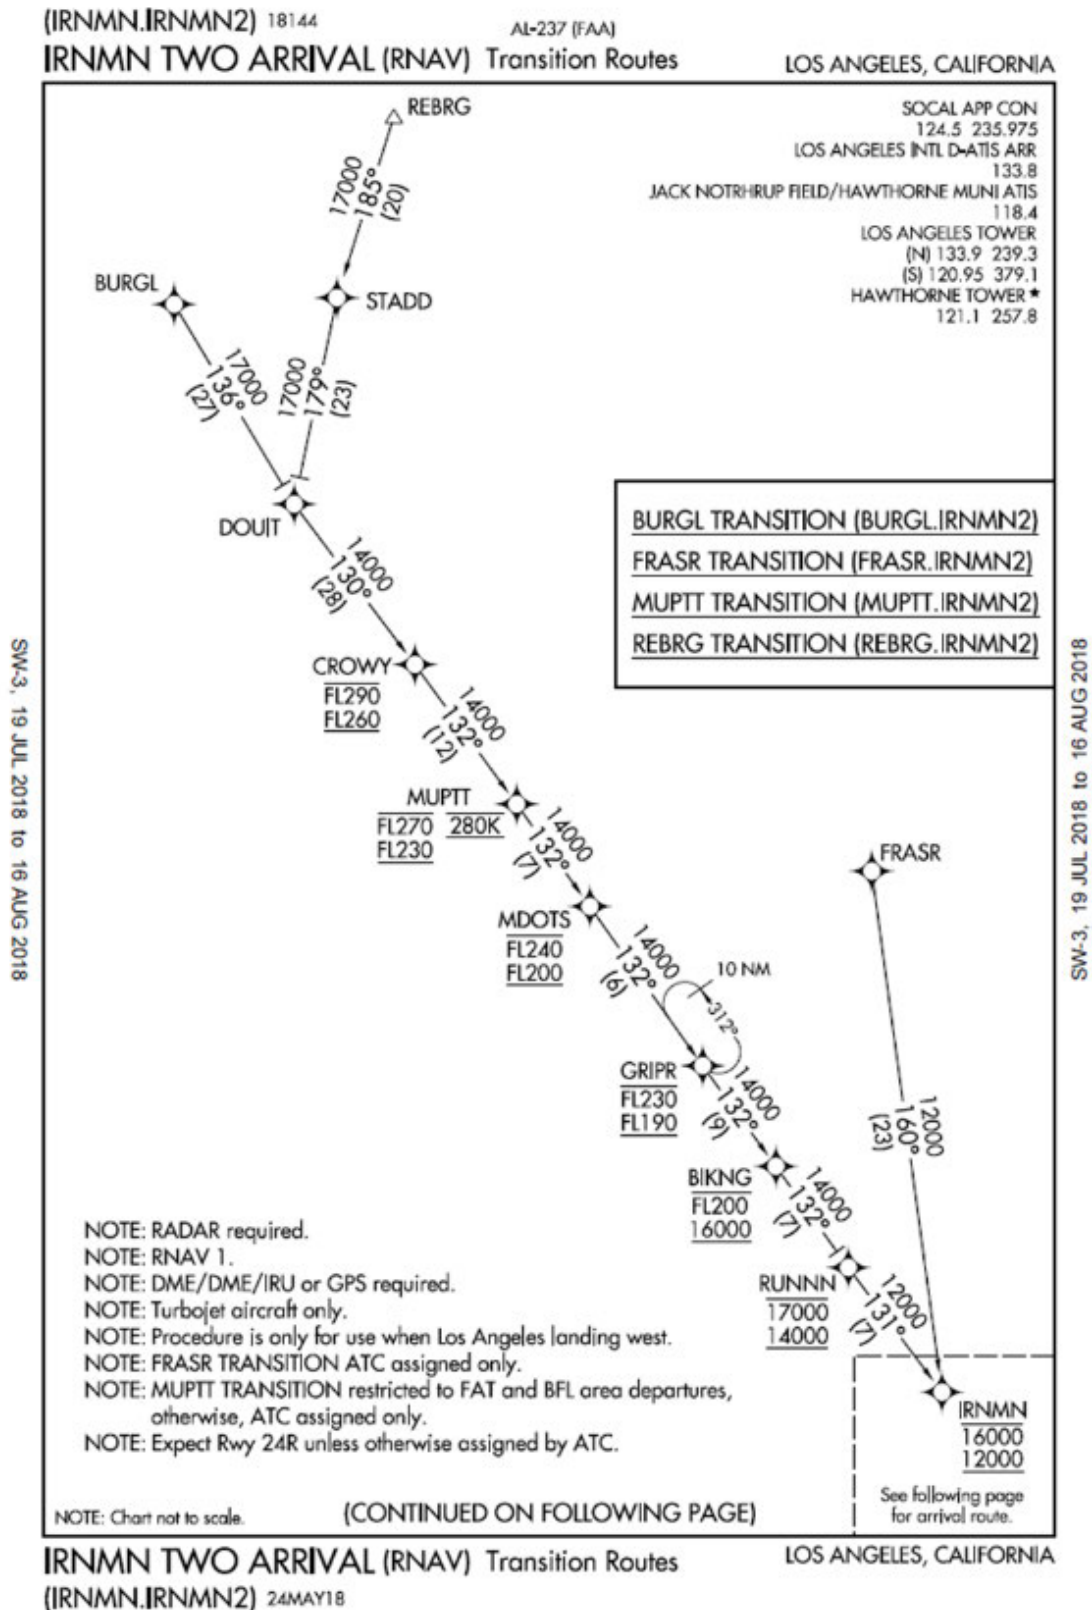 (IRNMN.IRNMN2) 18144
AL-237 (FAA)
IRNMN TWO ARRIVAL (RNAV) Transition Routes
LOS ANGELES, CALIFORNIA
REBRG
SOCAL APP CON
124.5 235.975
LOS ANGELES INTL D-ATIS ARR
133.8
JACK NOTRHRUP FIELD/HAWTHORNE MUNI ATIS
118.4
LOS ANGELES TOWER
(N) 133.9 239.3
(S) 120.95 379.1
HAWTHORNE TOWER ★
121.1 257.8
17000
185°
(20)
BURGL
STADD
17000
136°
(27)
17000
179°
(23)
DOUIT
BURGL TRANSITION (BURGL.IRNMN2)
FRASR TRANSITION (FRASR.IRNMN2)
MUPTT TRANSITION (MUPTT.IRNMN2)
REBRG TRANSITION (REBRG.IRNMN2)
14000
130°
(28)
CROWY
FL290
FL260
14000
132°
(12)
MUPTT
FL270 280K
FL230
14000
132°
(7)
FRASR
MDOTS
FL240
FL200
14000
132°
(6)
10 NM
312°
GRIPR
FL230
FL190
14000
132°
(9)
12000
160°
(23)
BIKNG
FL200
16000
14000
132°
(7)
RUNNN
17000
14000
12000
131°
(7)
IRNMN
16000
12000
See following page
for arrival route.
NOTE: RADAR required.
NOTE: RNAV 1.
NOTE: DME/DME/IRU or GPS required.
NOTE: Turbojet aircraft only.
NOTE: Procedure is only for use when Los Angeles landing west.
NOTE: FRASR TRANSITION ATC assigned only.
NOTE: MUPTT TRANSITION restricted to FAT and BFL area departures,
otherwise, ATC assigned only.
NOTE: Expect Rwy 24R unless otherwise assigned by ATC.
NOTE: Chart not to scale.
(CONTINUED ON FOLLOWING PAGE)
IRNMN TWO ARRIVAL (RNAV) Transition Routes
LOS ANGELES, CALIFORNIA
(IRNMN.IRNMN2) 24MAY18
SW-3, 19 JUL 2018 to 16 AUG 2018
SW-3, 19 JUL 2018 to 16 AUG 2018